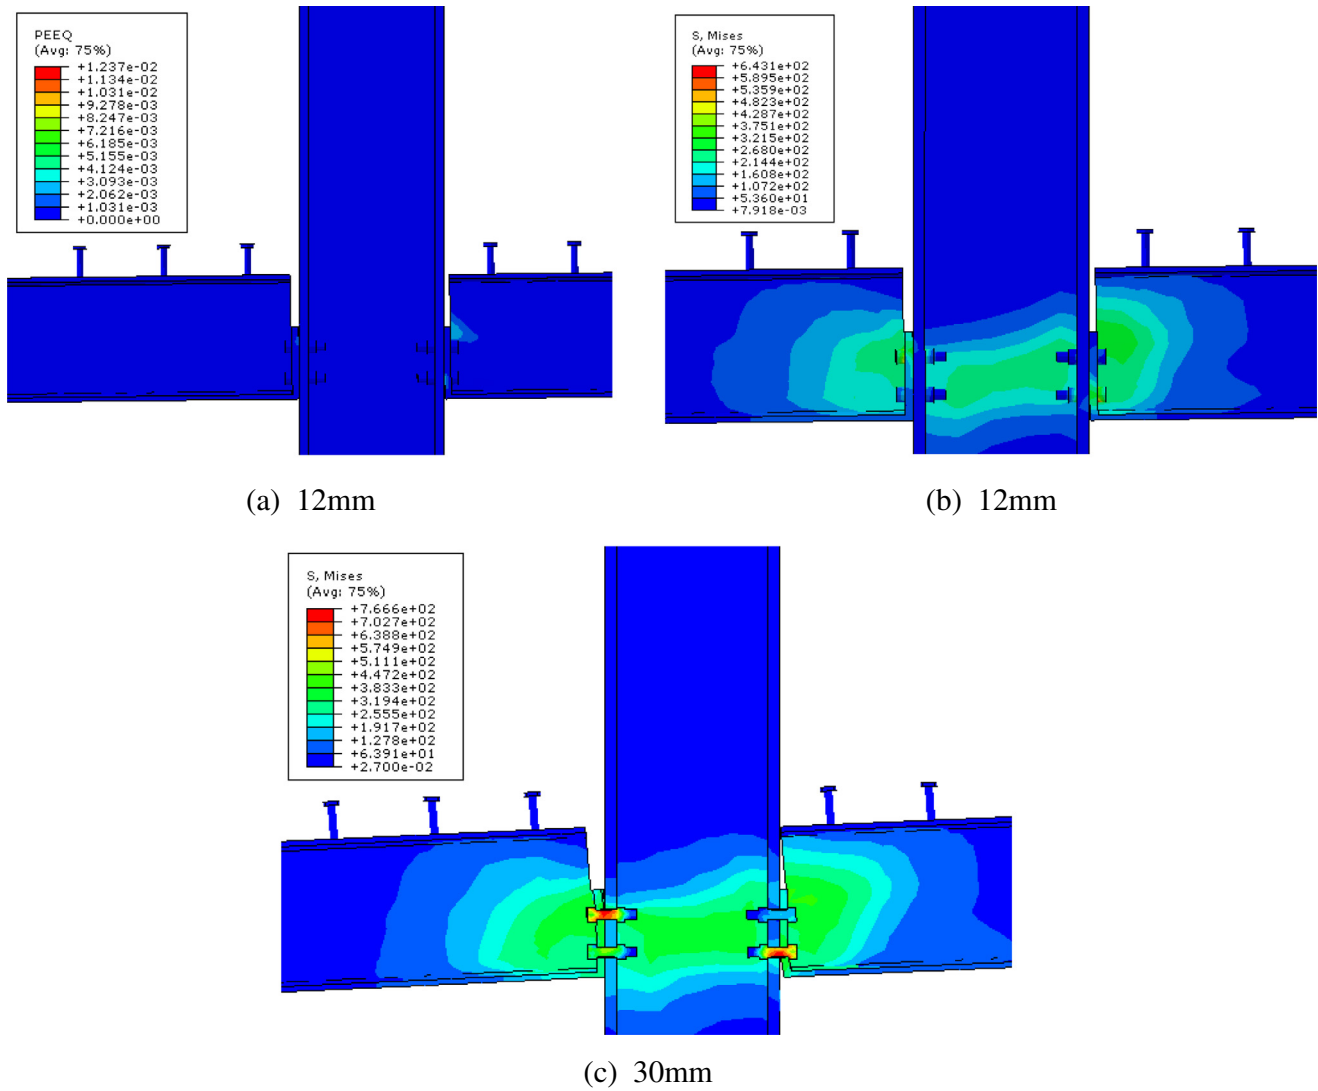 PEEQ
(Avg: 75%)
+1.237e-02
+1.134e-02
+1.031e-02
+9.278e-03
+8.247e-03
+7.216e-03
+6.185e-03
+5.155e-03
+4.124e-03
+3.093e-03
+2.062e-03
+1.031e-03
+0.000e+00
S, Mises
(Avg: 75%)
+6.431e+02
+5.895e+02
+5.359e+02
+4.823e+02
+4.287e+02
+3.751e+02
+3.215e+02
+2.680e+02
+2.144e+02
+1.608e+02
+1.072e+02
+5.360e+01
+7.918e-03
(a) 12mm
(b) 12mm
S, Mises
(Avg: 75%)
+7.666e+02
+7.027e+02
+6.388e+02
+5.749e+02
+5.111e+02
+4.472e+02
+3.833e+02
+3.194e+02
+2.555e+02
+1.917e+02
+1.278e+02
+6.391e+01
+2.700e-02
(c) 30mm